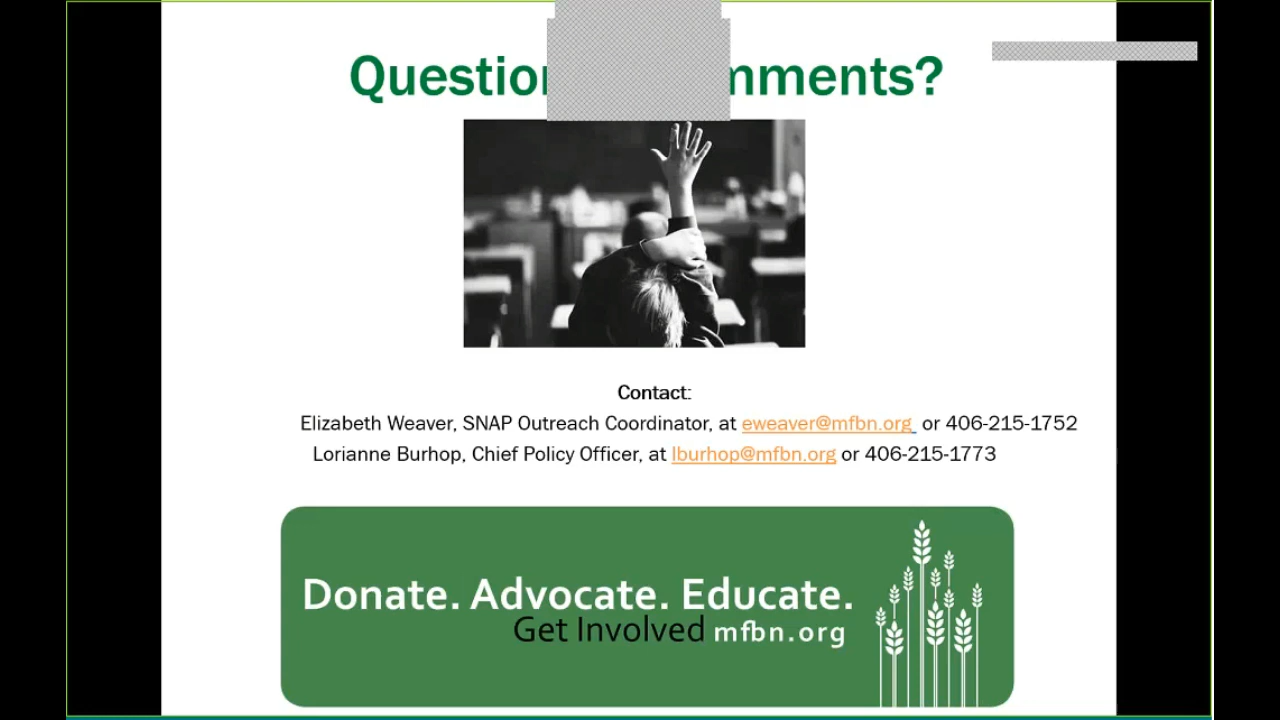 Question mments?
Contact:
Elizabeth Weaver, SNAP Outreach Coordinator, at eweaver@mfbn.org or 406-215-1752
Lorianne Burhop, Chief Policy Officer, at lburhop@mfbn.org or 406-215-1773
Donate. Advocate. Educate.
Get Involved mfbn.org